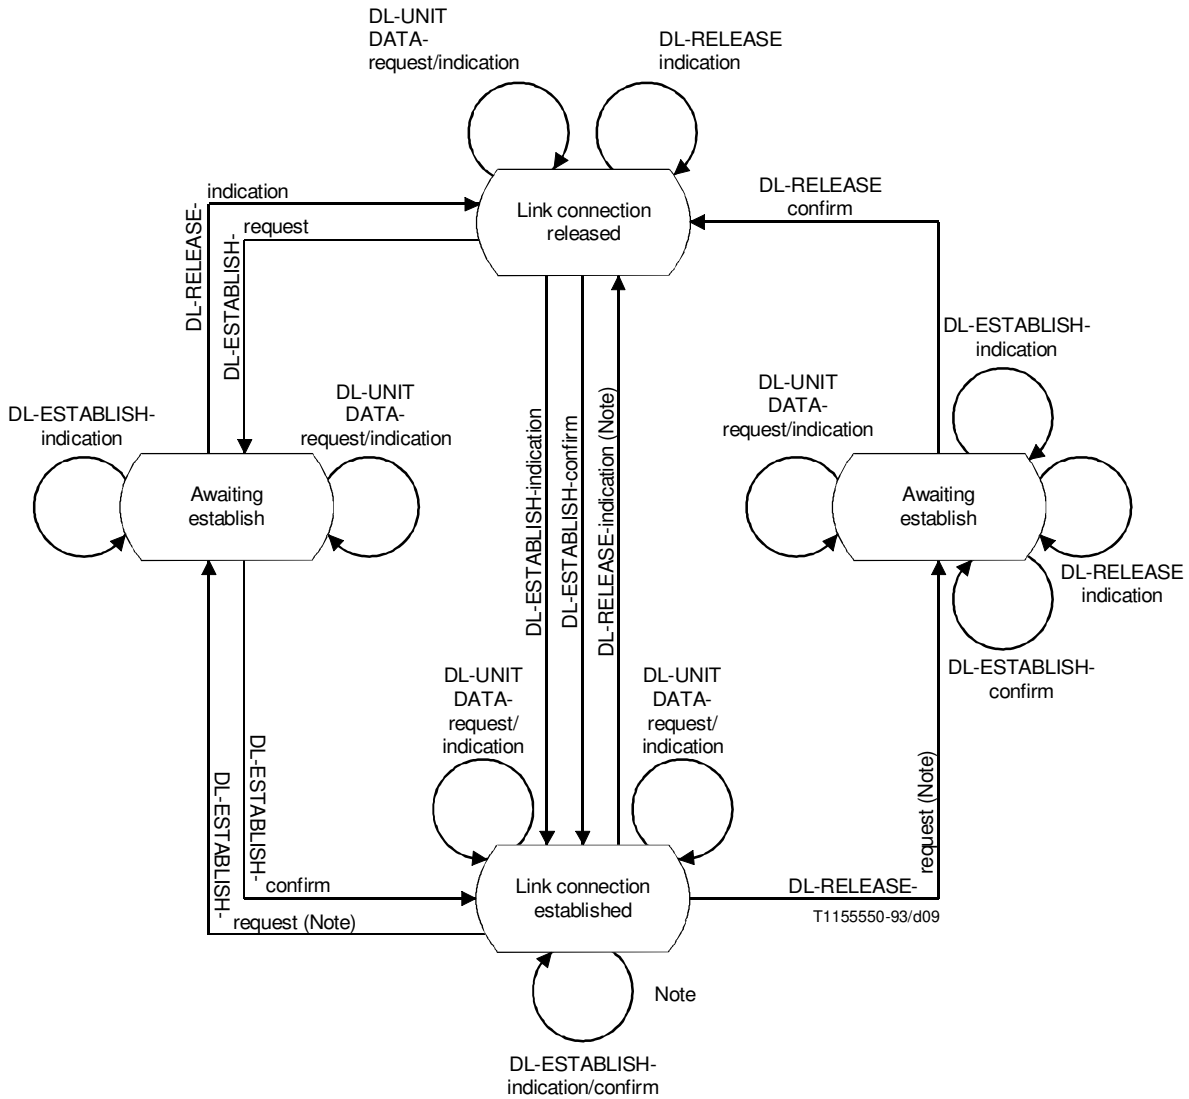 DL-UNIT
DATA-
request/indication
DL-RELEASE
indication
Link connection
released
indication
request
DL-RELEASE-
DL-ESTABLISH-
DL-RELEASE
confirm
DL-ESTABLISH-
indication
DL-UNIT
DATA-
request/indication
Awaiting
establish
DL-ESTABLISH-indication
DL-ESTABLISH-confirm
DL-RELEASE-indication (Note)
DL-UNIT
DATA-
request/indication
DL-ESTABLISH-
indication
Awaiting
establish
DL-RELEASE
indication
DL-ESTABLISH-
confirm
DL-UNIT
DATA-
request/
indication
DL-UNIT
DATA-
request/
indication
DL-ESTABLISH-
confirm
DL-ESTABLISH-
request (Note)
Link connection
established
DL-RELEASE-
request (Note)
T1155550-93/d09
Note
DL-ESTABLISH-
indication/confirm